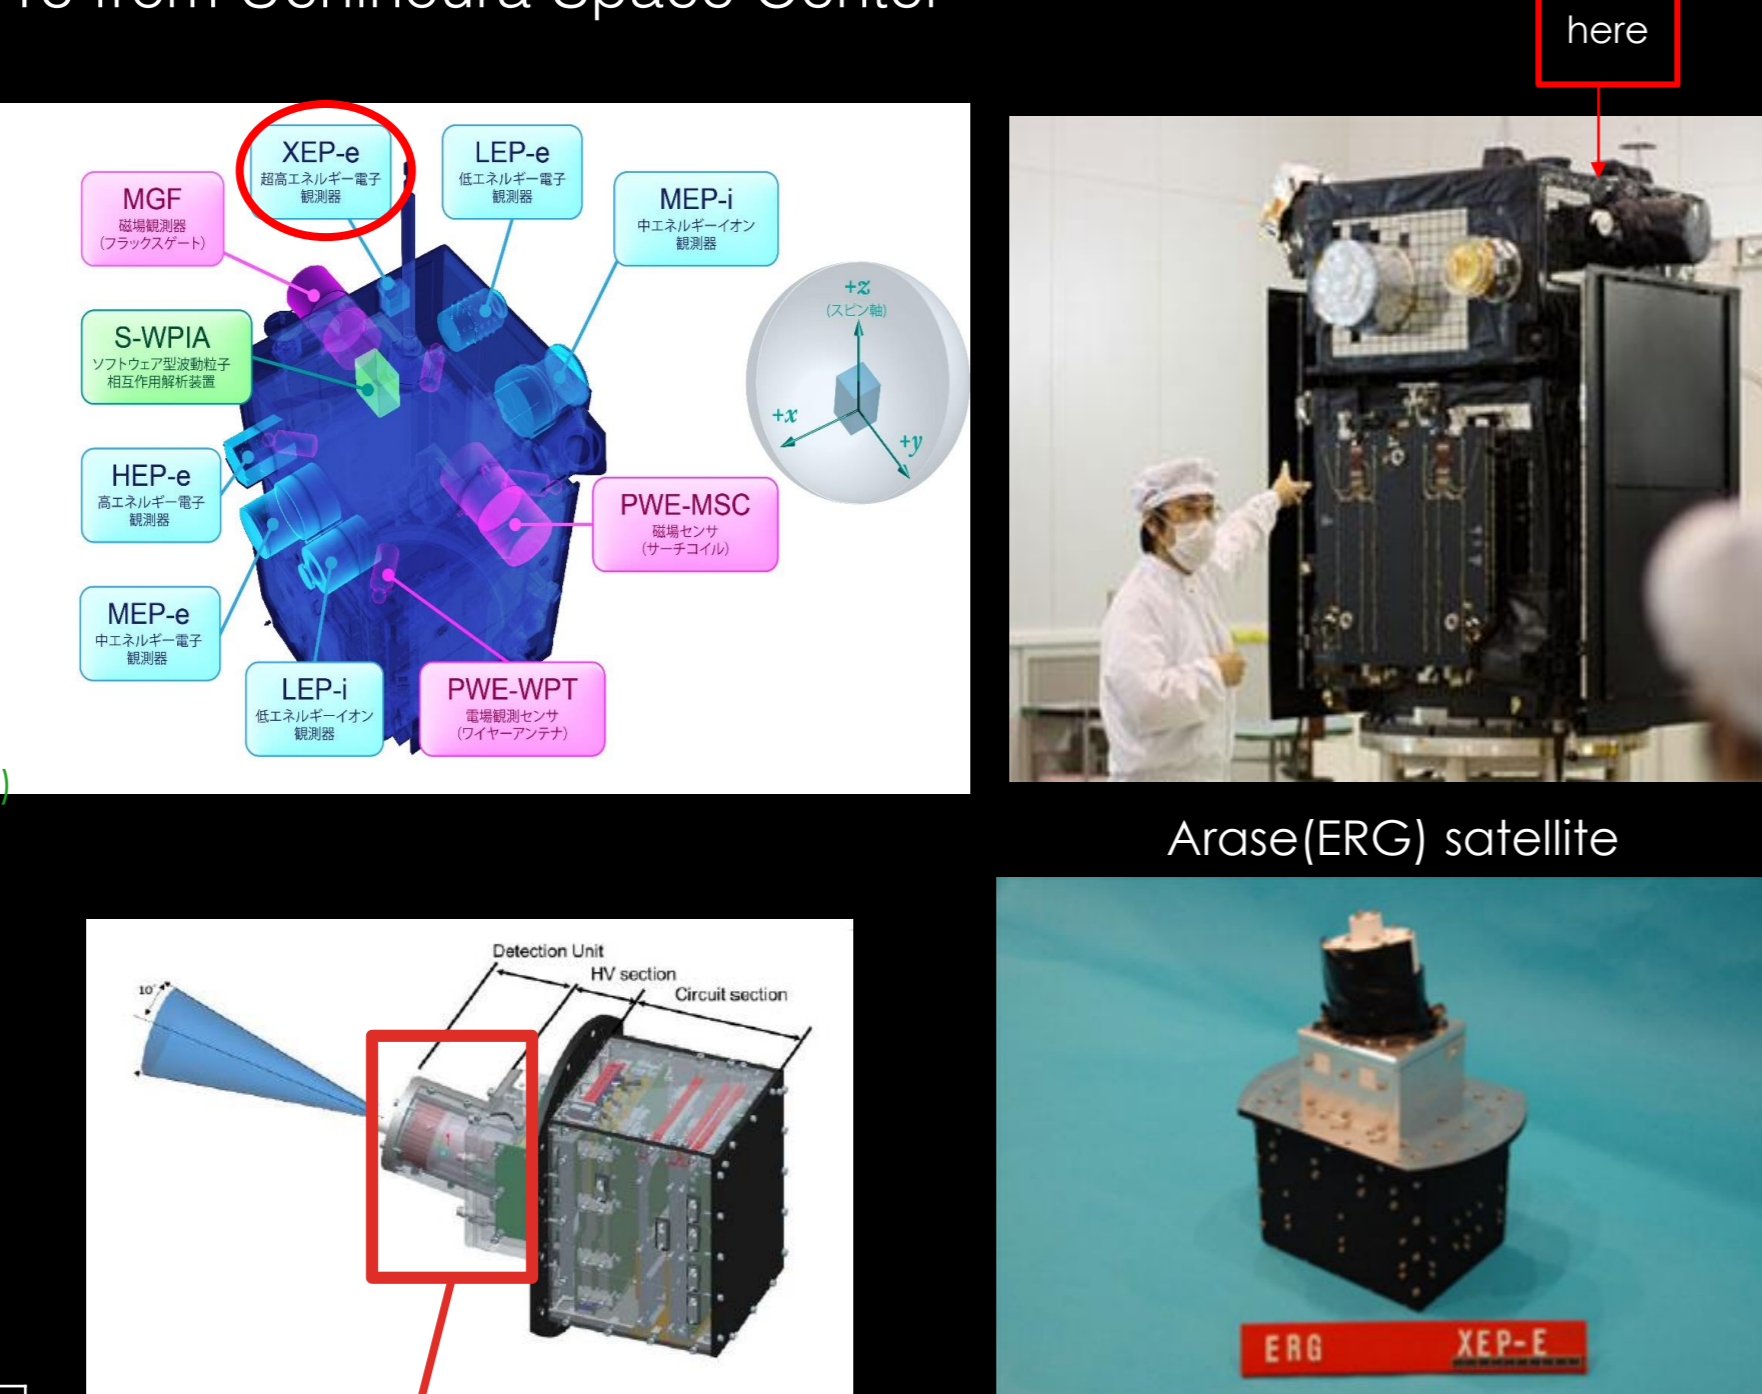 from Uchinoura Space Center
here
XEP-e
超高エネルギー電子
観測器
LEP-e
低エネルギー電子
観測器
MGF
磁場観測器
(フラックスゲート)
MEP-i
中エネルギーイオン
観測器
+z
(スピン軸)
+x
+y
S-WPIA
ソフトウェア型波動粒子
相互作用解析装置
HEP-e
高エネルギー電子
観測器
PWE-MSC
磁場センサ
(サーチコイル)
MEP-e
中エネルギー電子
観測器
LEP-i
低エネルギーイオン
観測器
PWE-WPT
電場観測センサ
(ワイヤーアンテナ)
)
Arase(ERG) satellite
Detection Unit
HV section
Circuit section
10°
ERG XEP-E